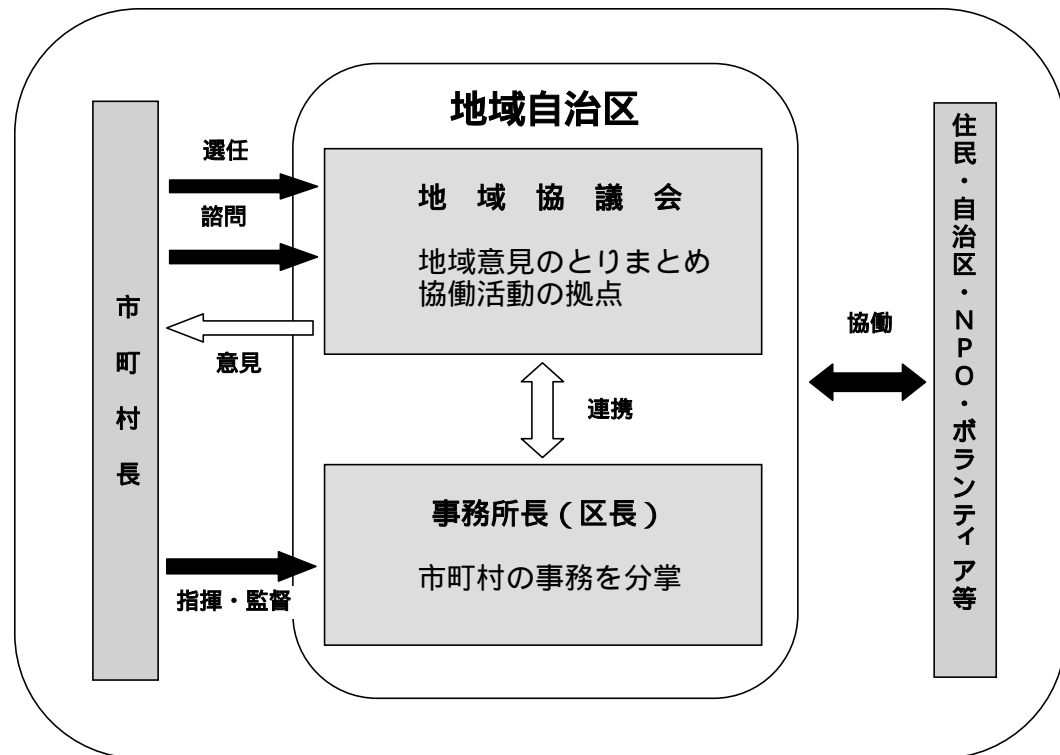 地域自治区
市町村長
選任
諮問
意見
指揮・監督
地域協議会
地域意見のとりまとめ
協働活動の拠点
連携
事務所長（区長）
市町村の事務を分掌
協働
住民・自治区・ＮＰＯ・ボランティア等